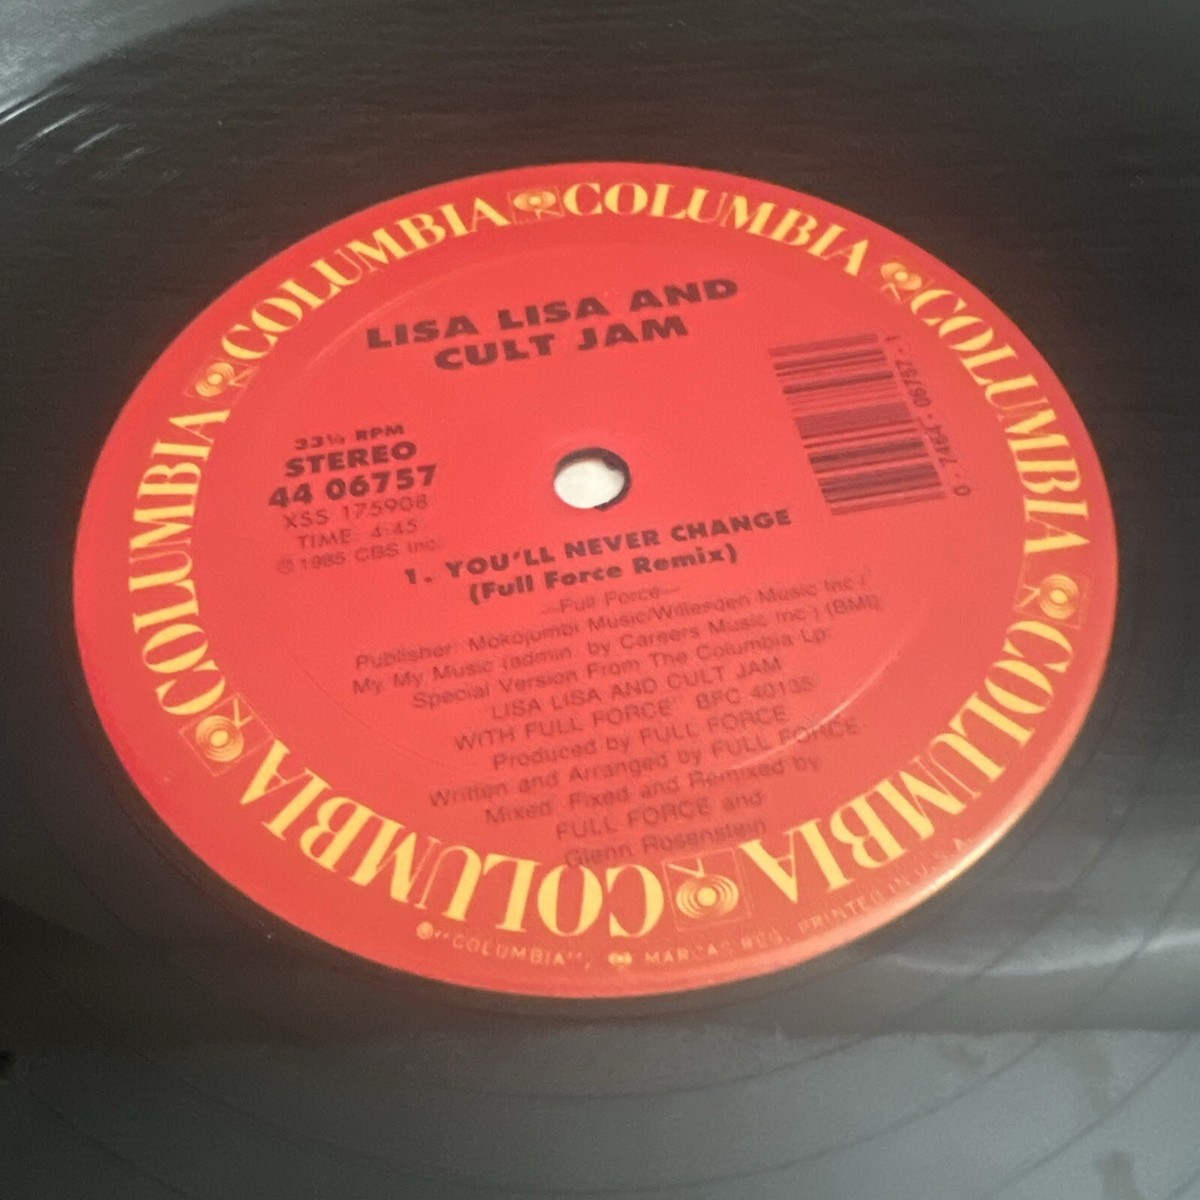 COLUMBIA COLUMBIA COLUMBIA COLUMBIA COLUMBIA COLUMBIA
LISA LISA AND
CULT JAM
33⅓ RPM
STEREO
44 06757
XSS 175908
TIME: 4:45
℗ 1985 CBS Inc.
0 - 7464 - 06757 - 1
1. YOU'LL NEVER CHANGE
(Full Force Remix)
—Full Force—
Publisher: Mokojumbi Music/Willesden Music Inc /
My My Music (admin. by Careers Music Inc.) (BMI)
Special Version From The Columbia Lp:
LISA LISA AND CULT JAM
WITH FULL FORCE" BFC 40135
Produced by FULL FORCE
Written and Arranged by FULL FORCE
Mixed, Fixed and Remixed by
FULL FORCE and
Glenn Rosenstein
®"COLUMBIA", MARCAS REG. PRINTED IN U.S.A.